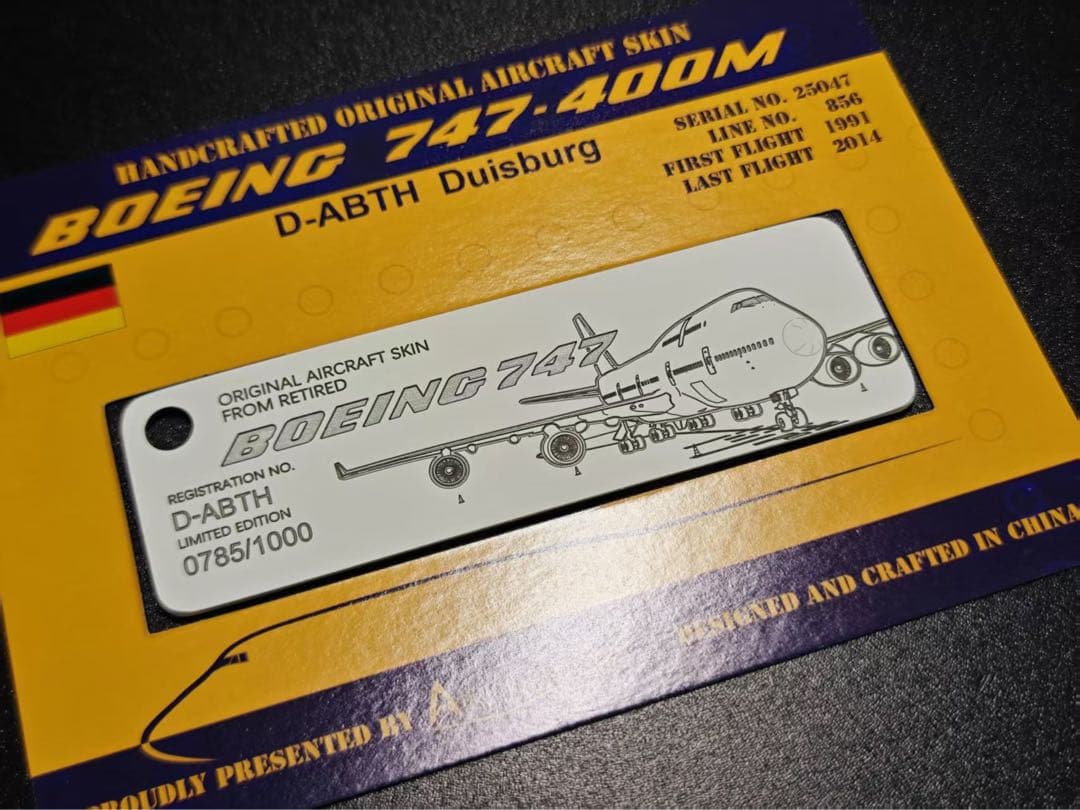 HANDCRAFTED ORIGINAL AIRCRAFT SKIN
BOEING 747-400M
D-ABTH Duisburg
SERIAL NO. 25047
LINE NO. 856
FIRST FLIGHT 1991
LAST FLIGHT 2014
ORIGINAL AIRCRAFT SKIN
FROM RETIRED
BOEING 747
REGISTRATION NO.
D-ABTH
LIMITED EDITION
0785/1000
PROUDLY PRESENTED BY
DESIGNED AND CRAFTED IN CHINA